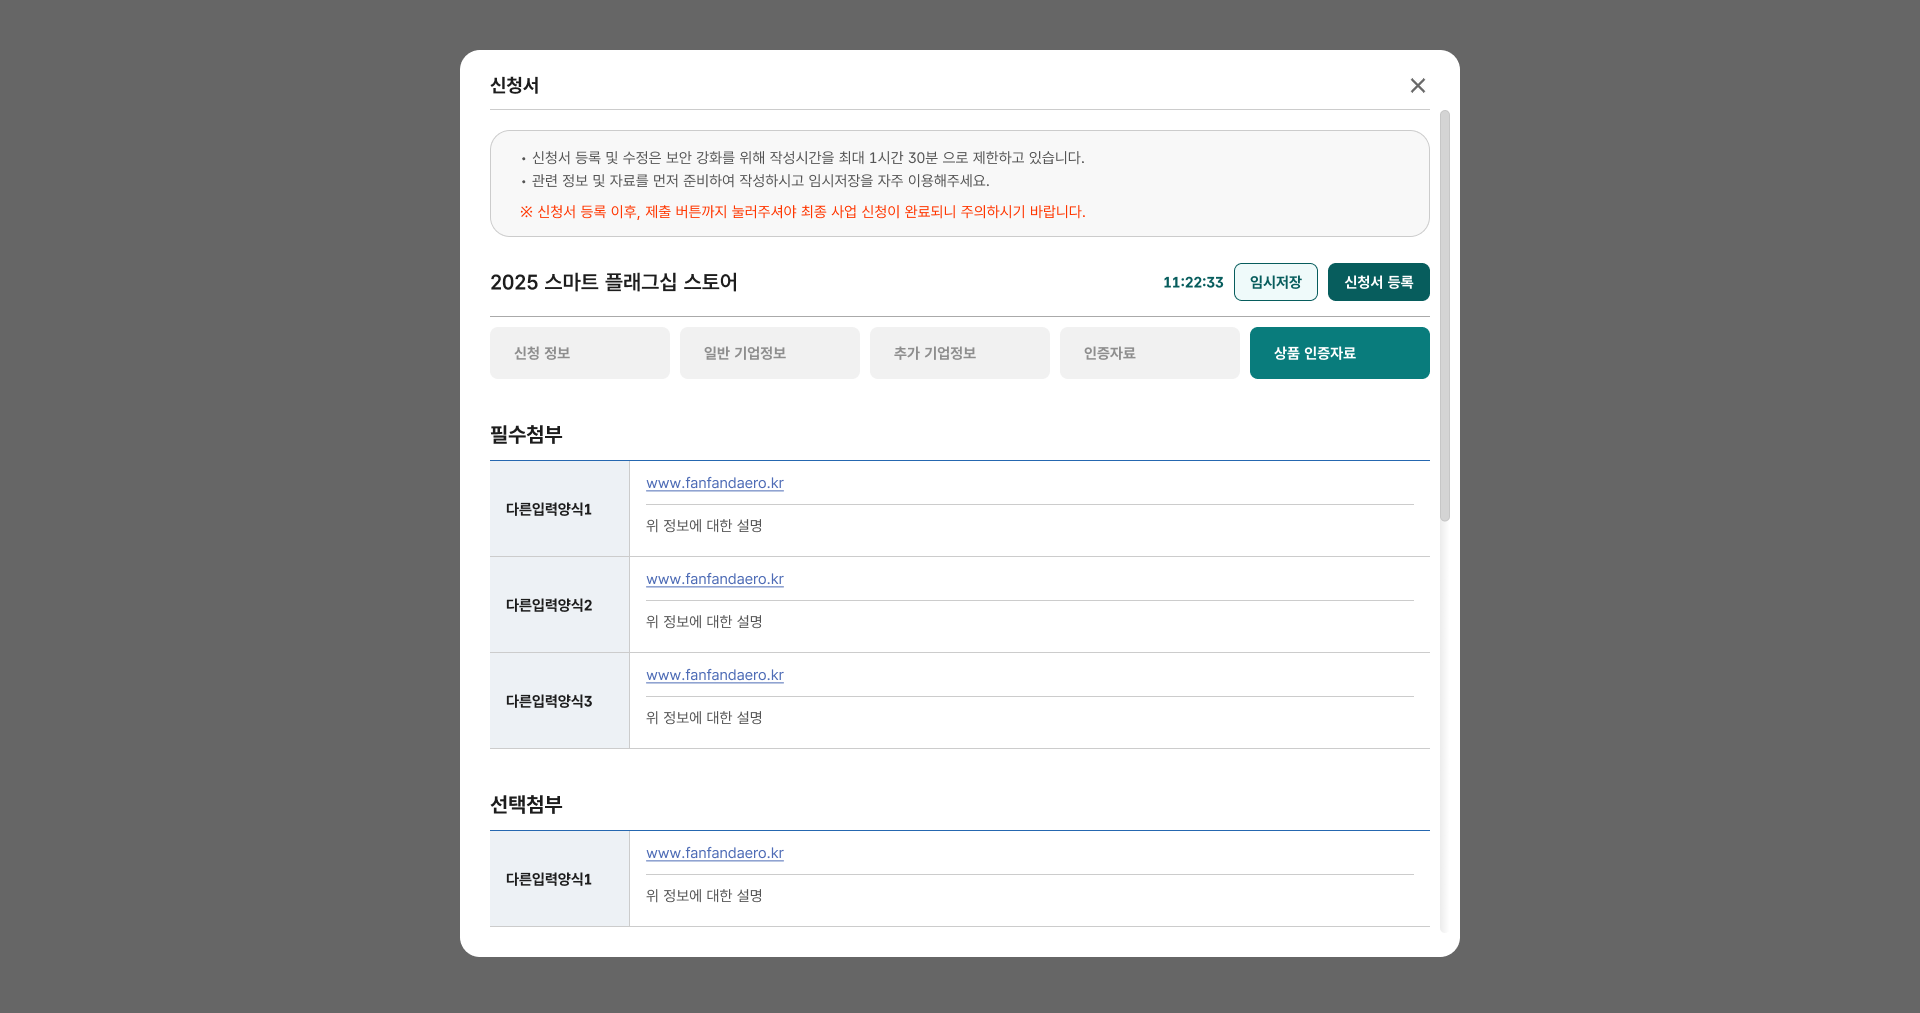 신청서
• 신청서 등록 및 수정은 보안 강화를 위해 작성시간을 최대 1시간 30분 으로 제한하고 있습니다.
• 관련 정보 및 자료를 먼저 준비하여 작성하시고 임시저장을 자주 이용해주세요.
※ 신청서 등록 이후, 제출 버튼까지 눌러주셔야 최종 사업 신청이 완료되니 주의하시기 바랍니다.
2025 스마트 플래그십 스토어
11:22:33
임시저장
신청서 등록
신청 정보
일반 기업정보
추가 기업정보
인증자료
상품 인증자료
필수첨부
다른입력양식1
www.fanfandaero.kr
위 정보에 대한 설명
다른입력양식2
www.fanfandaero.kr
위 정보에 대한 설명
다른입력양식3
www.fanfandaero.kr
위 정보에 대한 설명
선택첨부
다른입력양식1
www.fanfandaero.kr
위 정보에 대한 설명